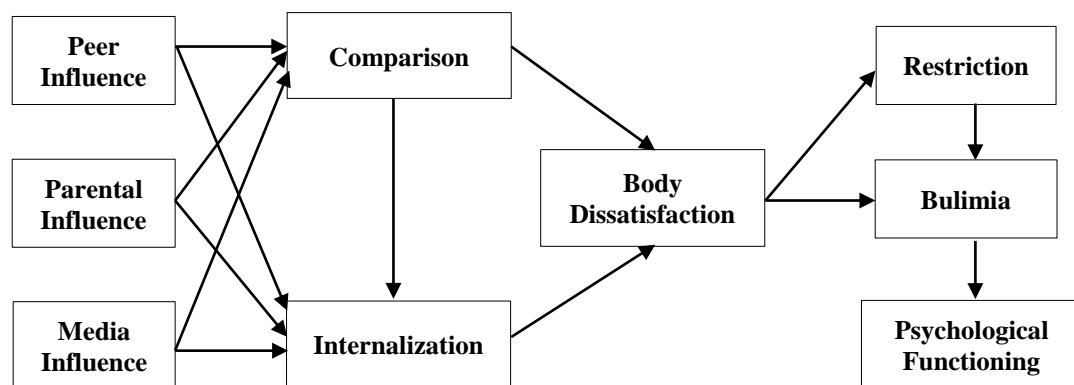 Peer
Influence
Comparison
Restriction
Parental
Influence
Body
Dissatisfaction
Bulimia
Media
Influence
Internalization
Psychological
Functioning